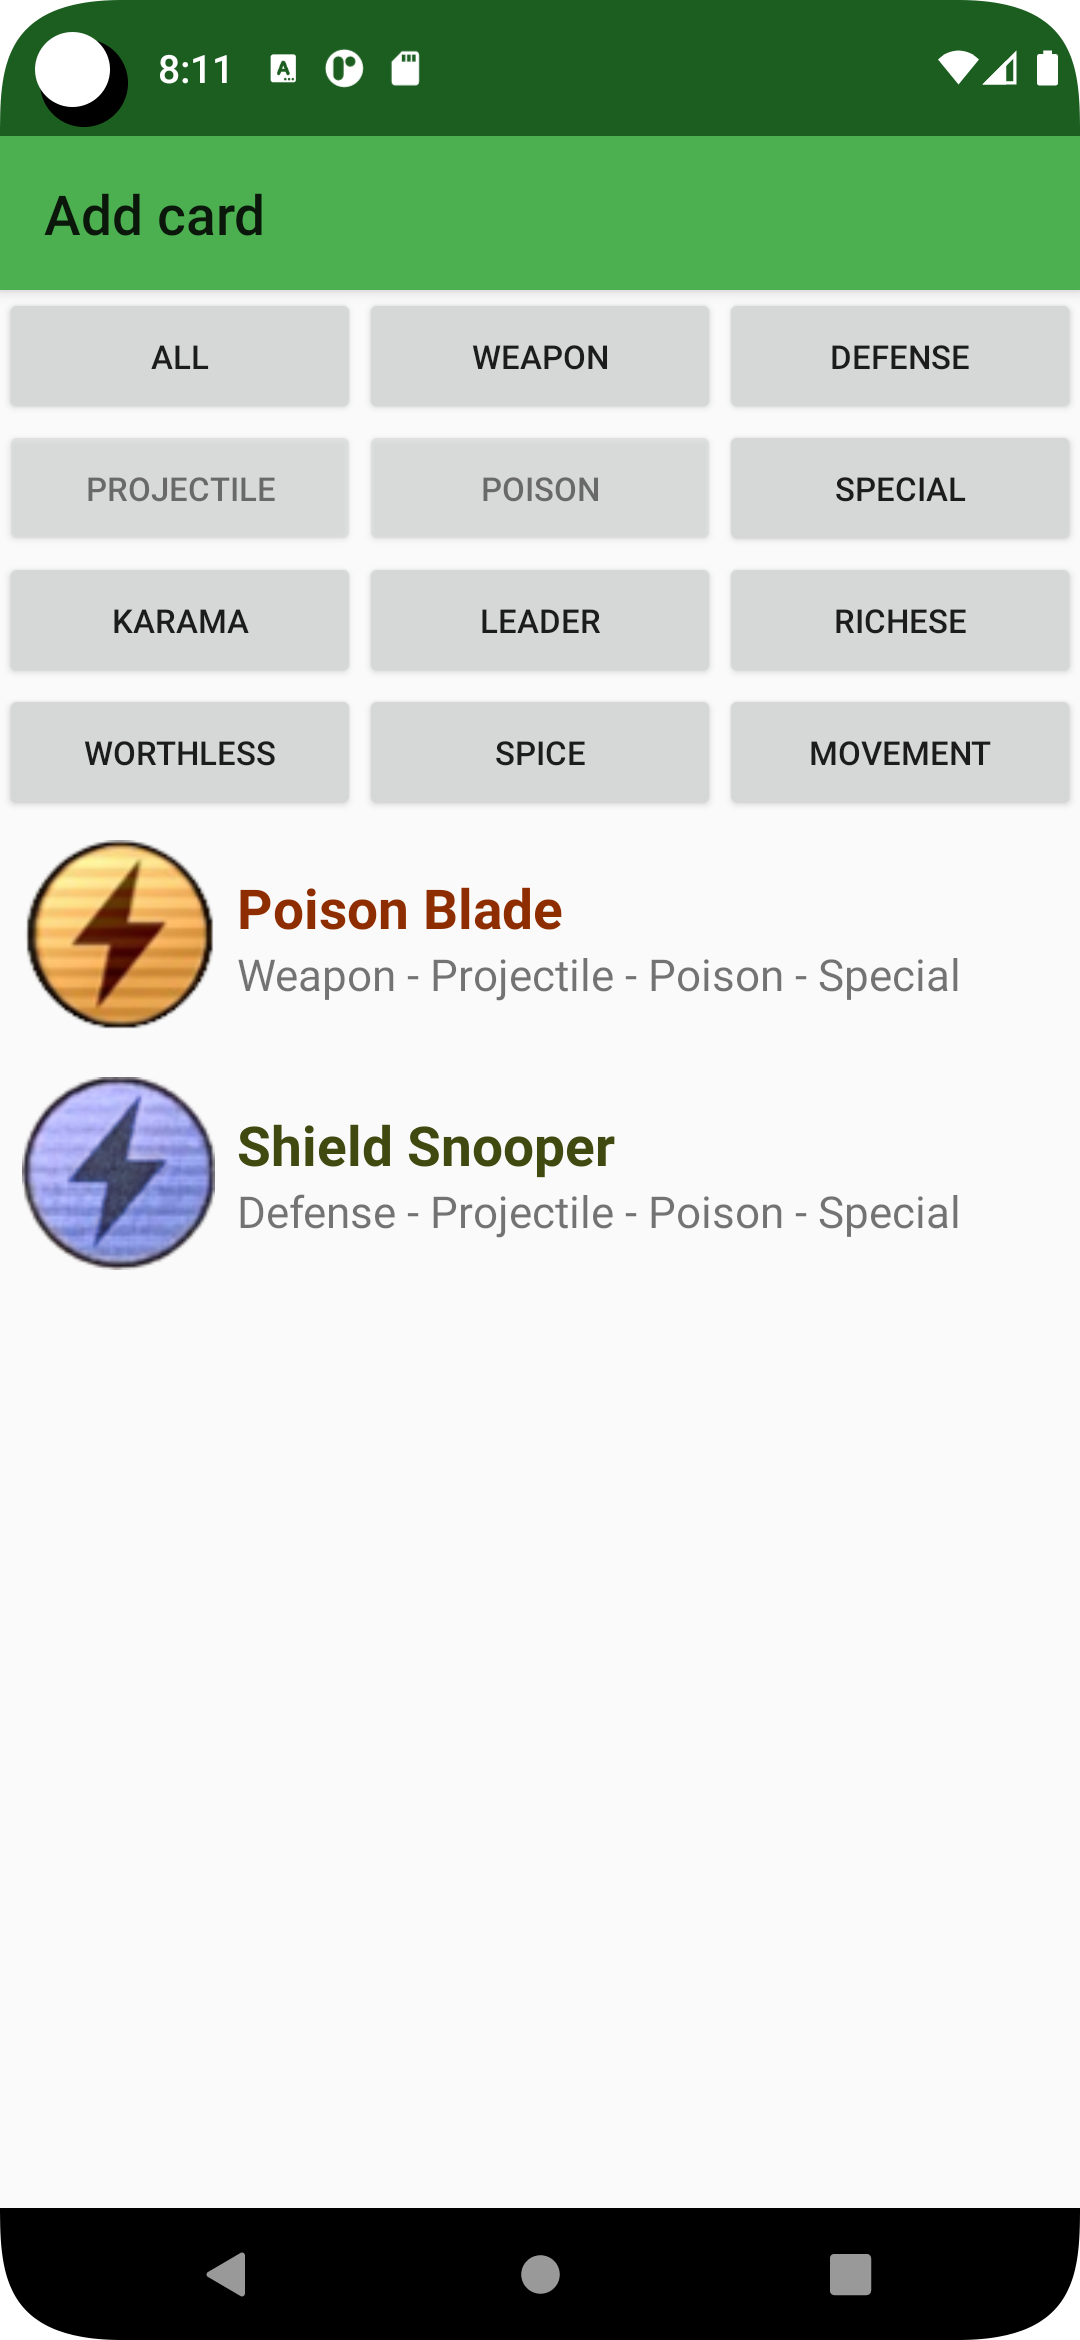 8:11
Add card
ALL WEAPON DEFENSE
PROJECTILE POISON SPECIAL
KARAMA LEADER RICHESE
WORTHLESS SPICE MOVEMENT
Poison Blade
Weapon - Projectile - Poison - Special
Shield Snooper
Defense - Projectile - Poison - Special